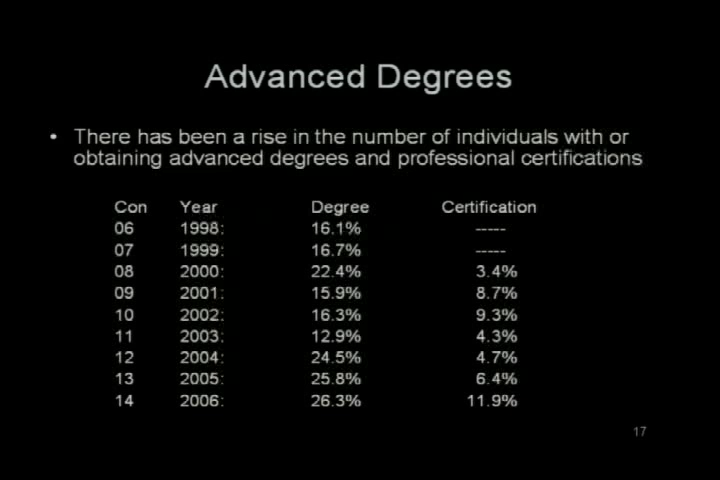 Advanced Degrees
• There has been a rise in the number of individuals with or
obtaining advanced degrees and professional certifications
Con Year Degree Certification
06 1998: 16.1% -----
07 1999: 16.7% -----
08 2000: 22.4% 3.4%
09 2001: 15.9% 8.7%
10 2002: 16.3% 9.3%
11 2003: 12.9% 4.3%
12 2004: 24.5% 4.7%
13 2005: 25.8% 6.4%
14 2006: 26.3% 11.9%
17